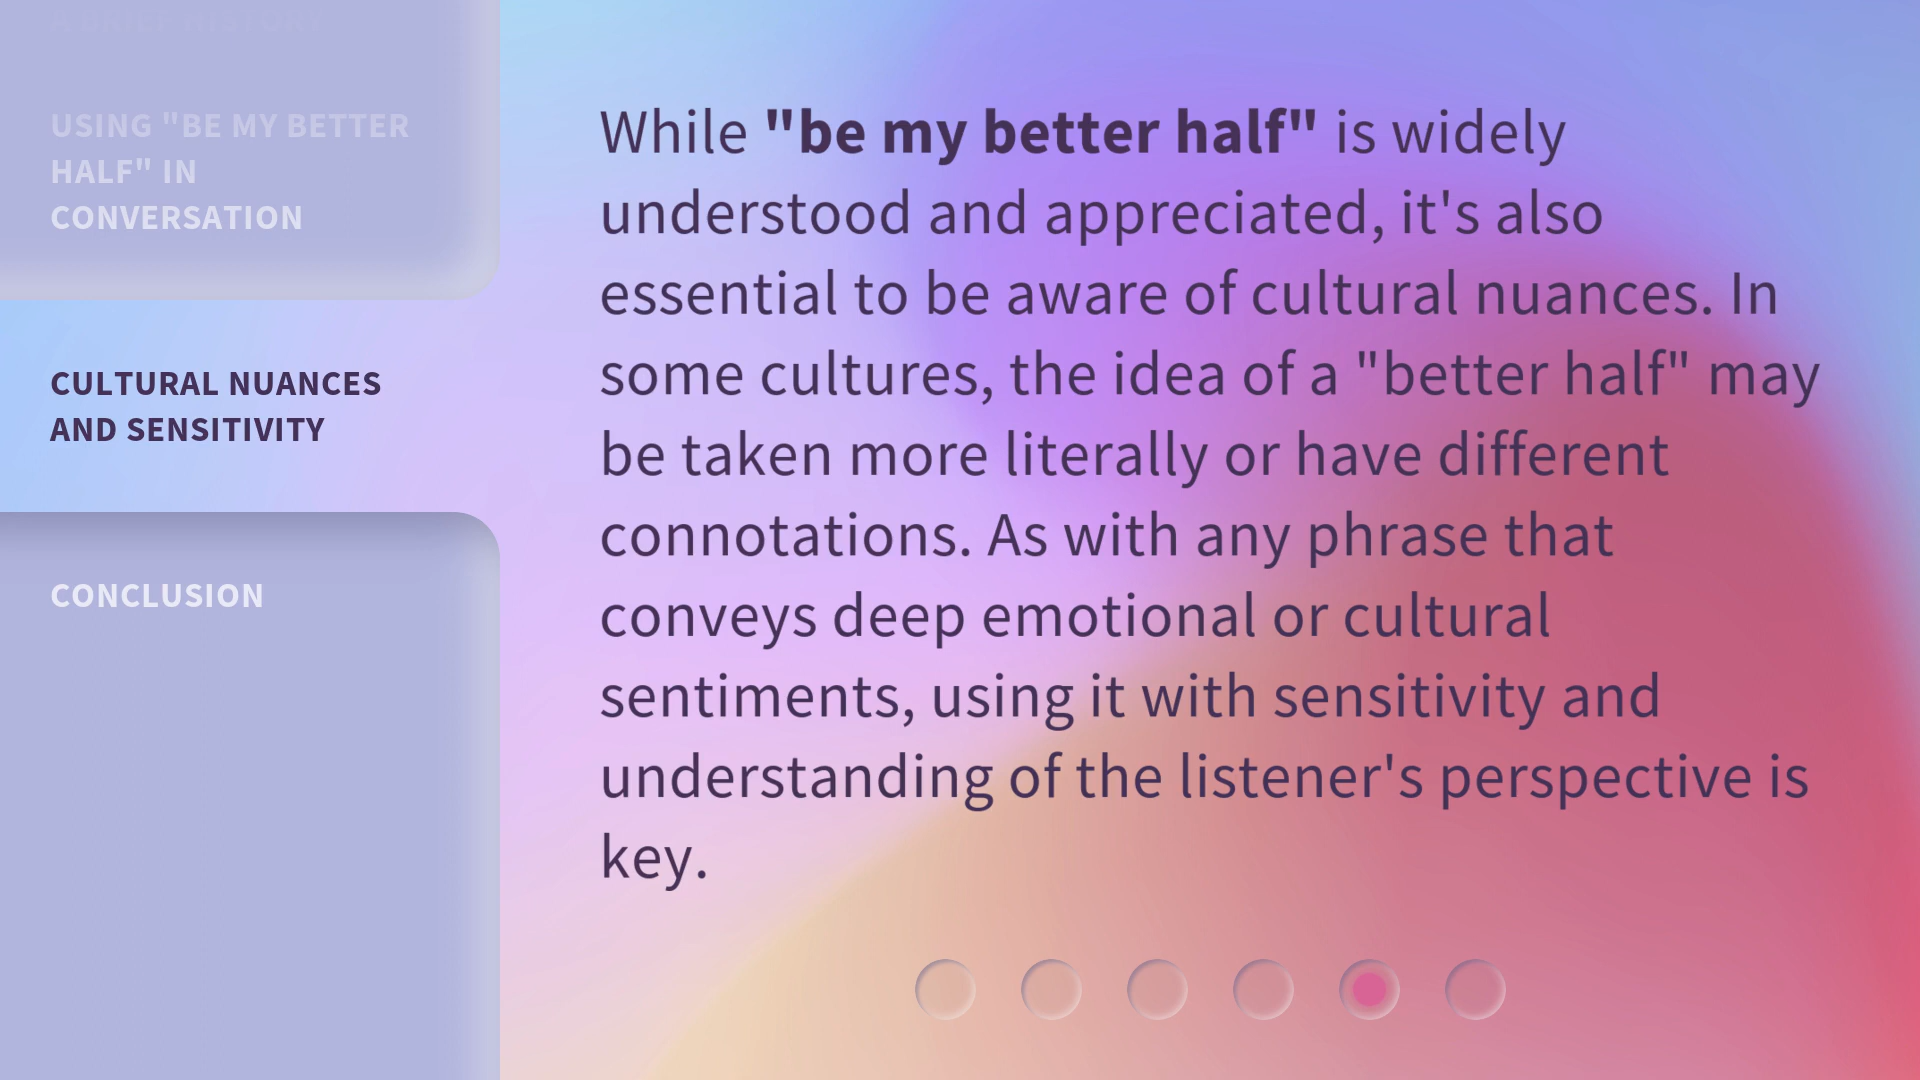 A BRIEF HISTORY
USING "BE MY BETTER
HALF" IN
CONVERSATION
CULTURAL NUANCES
AND SENSITIVITY
CONCLUSION
While "be my better half" is widely
understood and appreciated, it's also
essential to be aware of cultural nuances. In
some cultures, the idea of a "better half" may
be taken more literally or have different
connotations. As with any phrase that
conveys deep emotional or cultural
sentiments, using it with sensitivity and
understanding of the listener's perspective is
key.